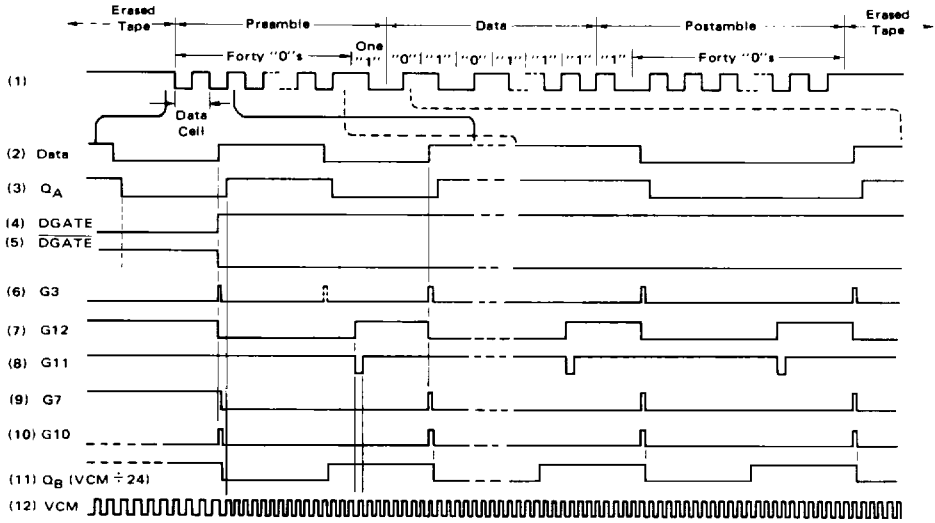 Erased Tape
Preamble
Data
Postamble
Erased Tape
Forty "0"s
One "1"
"0" "1" "0" "1" "1" "1" "1"
Forty "0"s
(1)
Data Cell
(2) Data
(3) QA
(4) DGATE
(5) DGATE
(6) G3
(7) G12
(8) G11
(9) G7
(10) G10
(11) QB (VCM ÷ 24)
(12) VCM